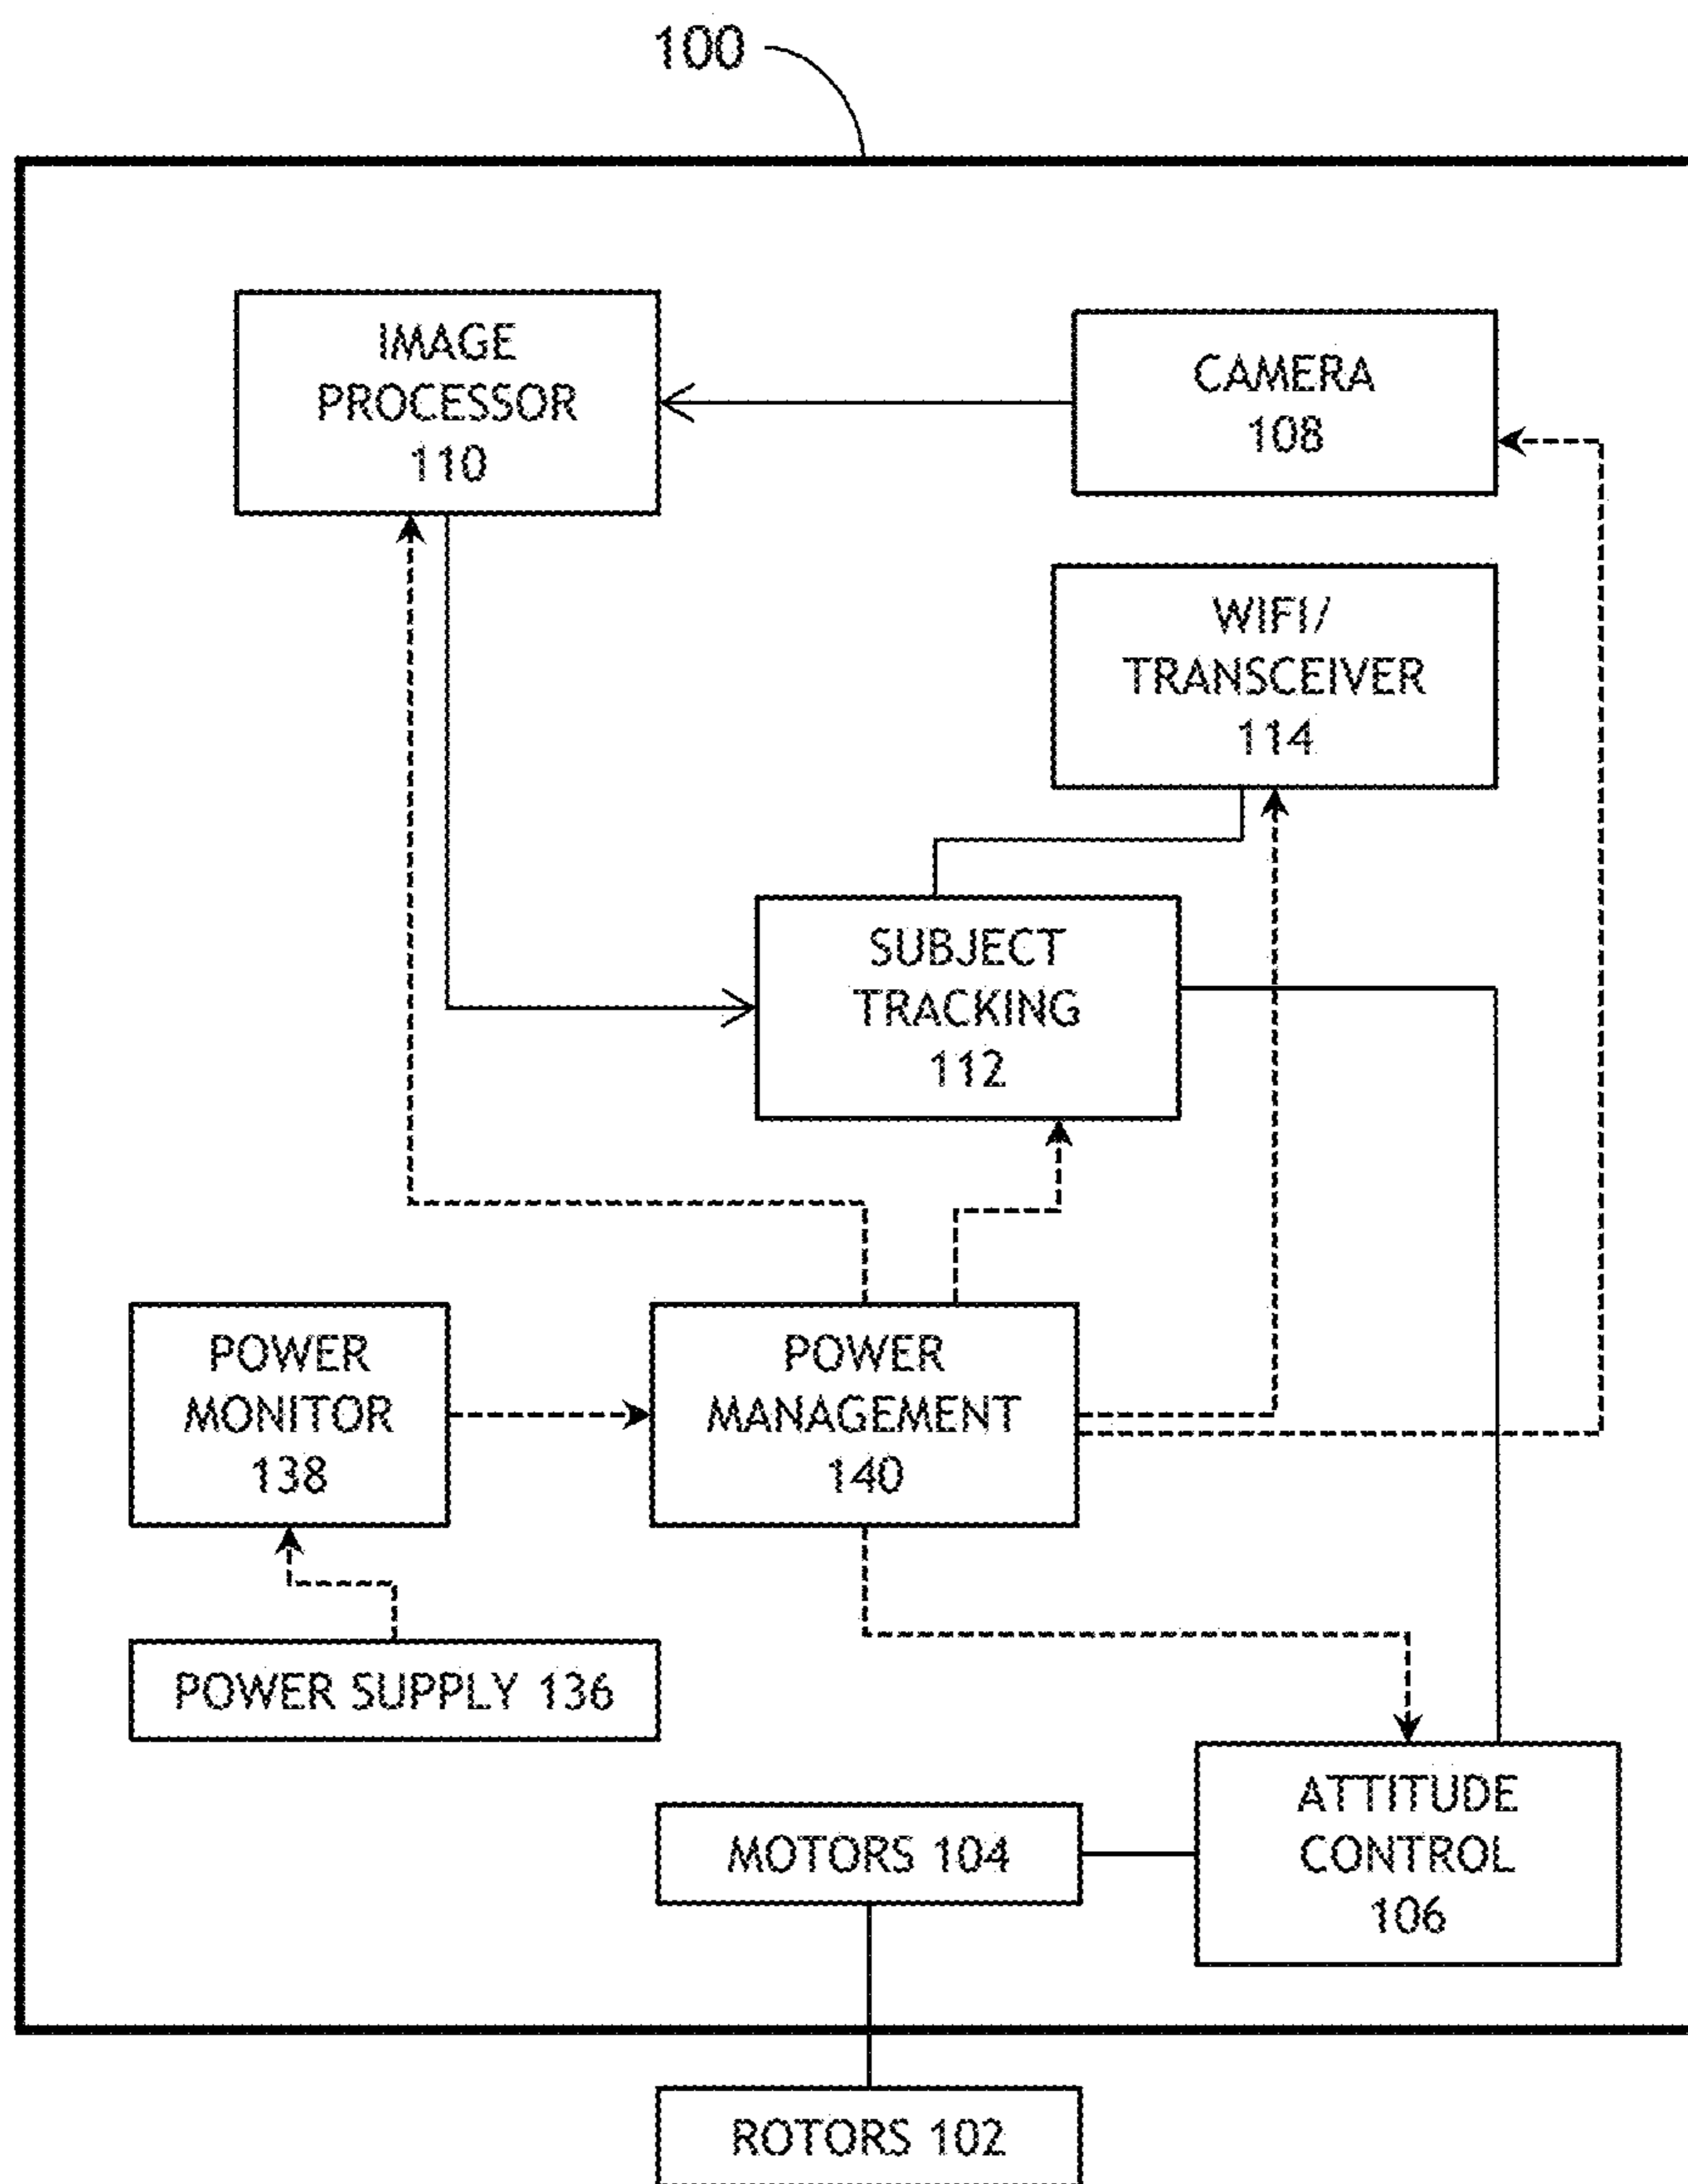 100
IMAGE
PROCESSOR
110
CAMERA
108
WIFI/
TRANSCEIVER
114
SUBJECT
TRACKING
112
POWER
MONITOR
138
POWER
MANAGEMENT
140
POWER SUPPLY 136
MOTORS 104
ATTITUDE
CONTROL
106
ROTORS 102